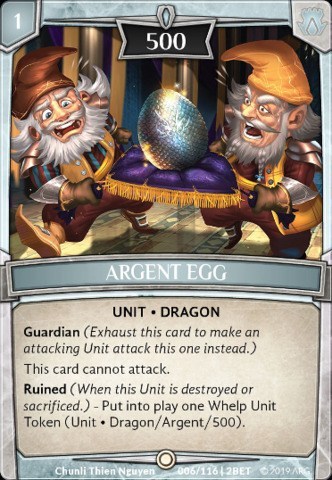 1
500
ARGENT EGG
UNIT • DRAGON
Guardian (Exhaust this card to make an
attacking Unit attack this one instead.)
This card cannot attack.
Ruined (When this Unit is destroyed or
sacrificed.) - Put into play one Whelp Unit
Token (Unit • Dragon/Argent/500).
Chunli Thien Nguyen 006/116 | 2BET © 2019 ARG